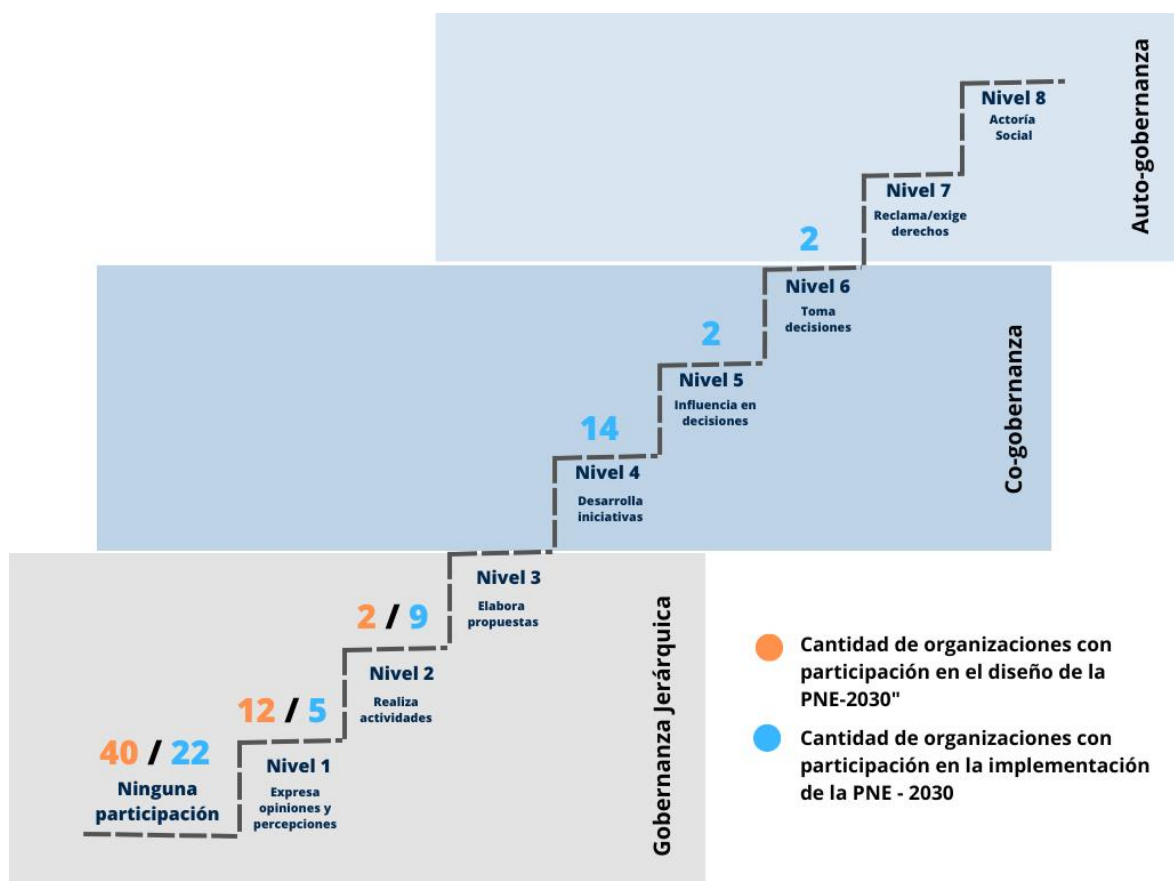 Nivel 8
Actoría
Social
Auto-gobernanza
Nivel 7
Reclama/exige
derechos
2
Nivel 6
Toma
decisiones
2
Nivel 5
Influencia en
decisiones
Co-gobernanza
14
Nivel 4
Desarrolla
iniciativas
Nivel 3
Elabora
propuestas
2 / 9
Nivel 2
Realiza
actividades
12 / 5
Nivel 1
Expresa
opiniones y
percepciones
40 / 22
Ninguna
participación
Gobernanza Jerárquica
Cantidad de organizaciones con
participación en el diseño de la
PNE-2030"
Cantidad de organizaciones con
participación en la implementación
de la PNE - 2030